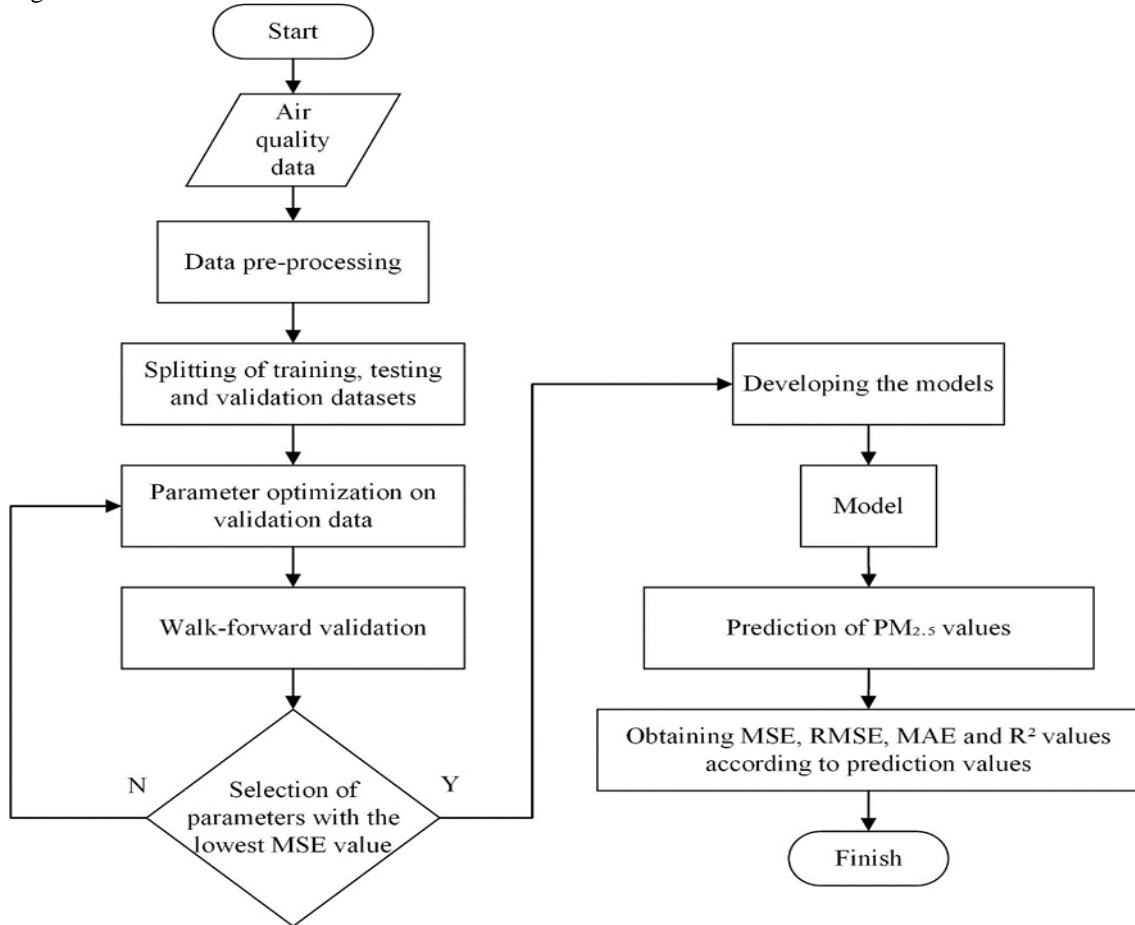 Start
Air
quality
data
Data pre-processing
Splitting of training, testing
and validation datasets
Parameter optimization on
validation data
Walk-forward validation
N
Selection of
parameters with the
lowest MSE value
Y
Developing the models
Model
Prediction of PM₂.₅ values
Obtaining MSE, RMSE, MAE and R² values
according to prediction values
Finish